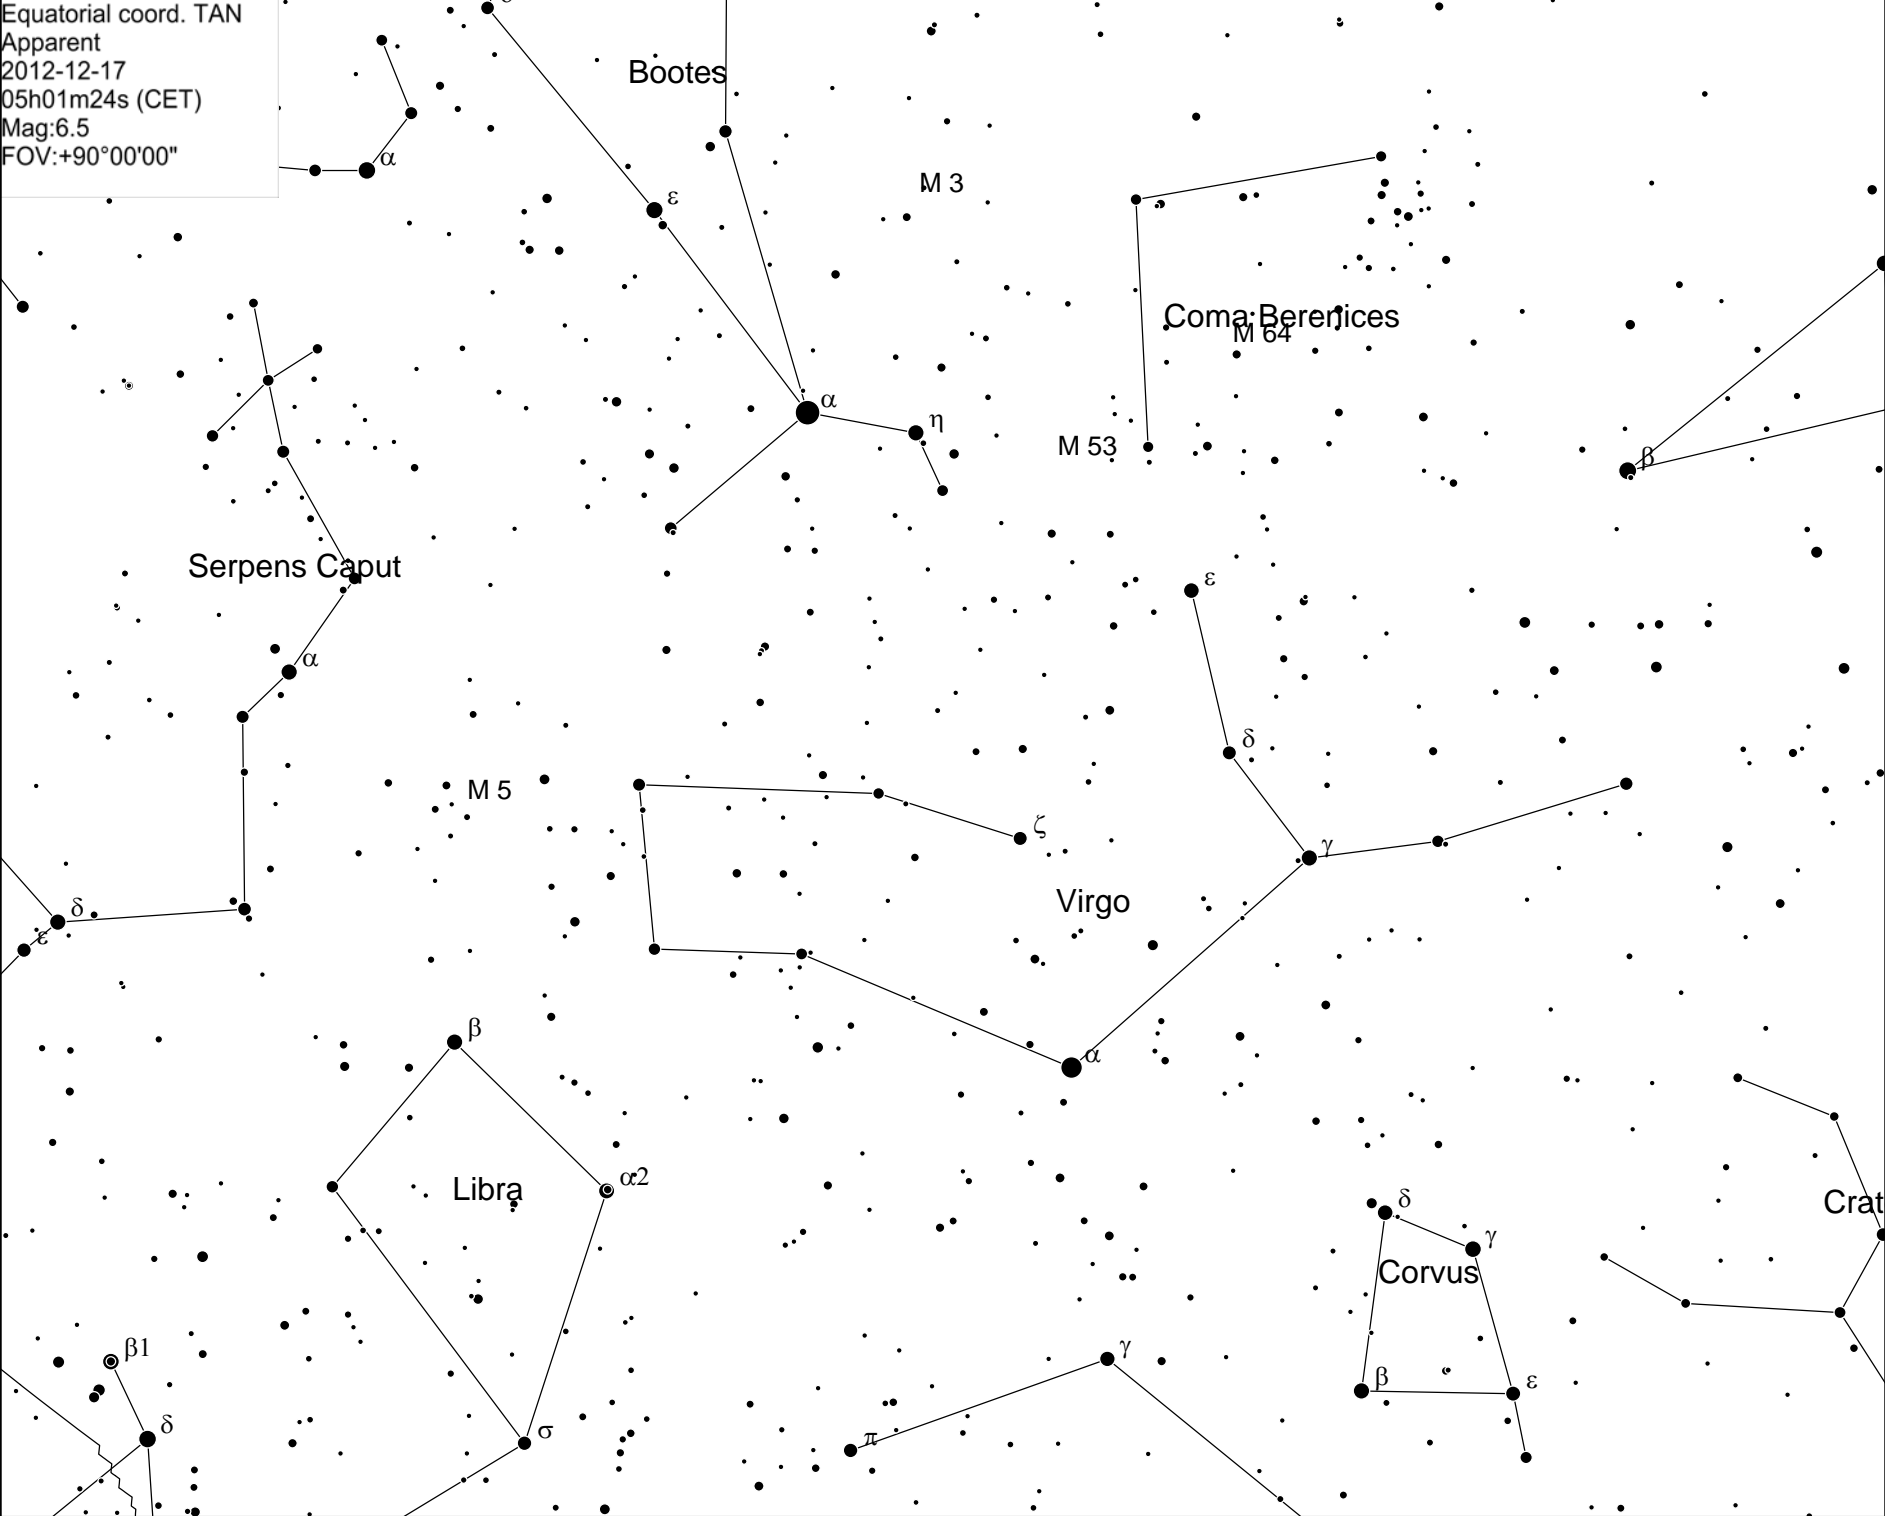 Equatorial coord. TAN
Apparent
2012-12-17
05h01m24s (CET)
Mag:6.5
FOV:+90°00'00"
Bootes
α
ε
M 3
Coma Berenices
M 64
α
η
M 53
β
Serpens Caput
ε
α
δ
M 5
ζ
γ
Virgo
δ
ε
β
α
Libra
α2
δ
Crat
γ
Corvus
β1
γ
β
ε
δ
σ
π